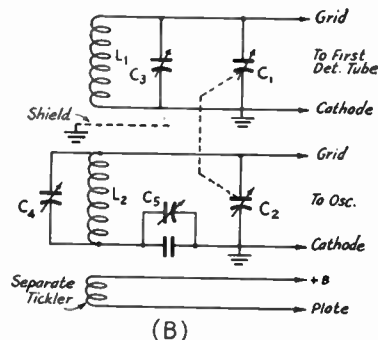 Grid
L1
C3
C1
To First
Det. Tube
Cathode
Shield
Grid
C4
L2
C5
C2
To Osc.
Cathode
Separate
Tickler
+B
Plate
(B)